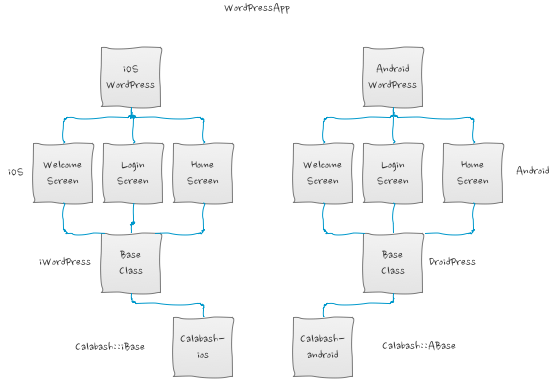 WordPressApp
iOS
WordPress
Android
WordPress
iOS
Welcome
Screen
Login
Screen
Home
Screen
Welcome
Screen
Login
Screen
Home
Screen
Android
iWordPress
Base
Class
Base
Class
DroidPress
Calabash::iBase
Calabash-
ios
Calabash-
android
Calabash::ABase